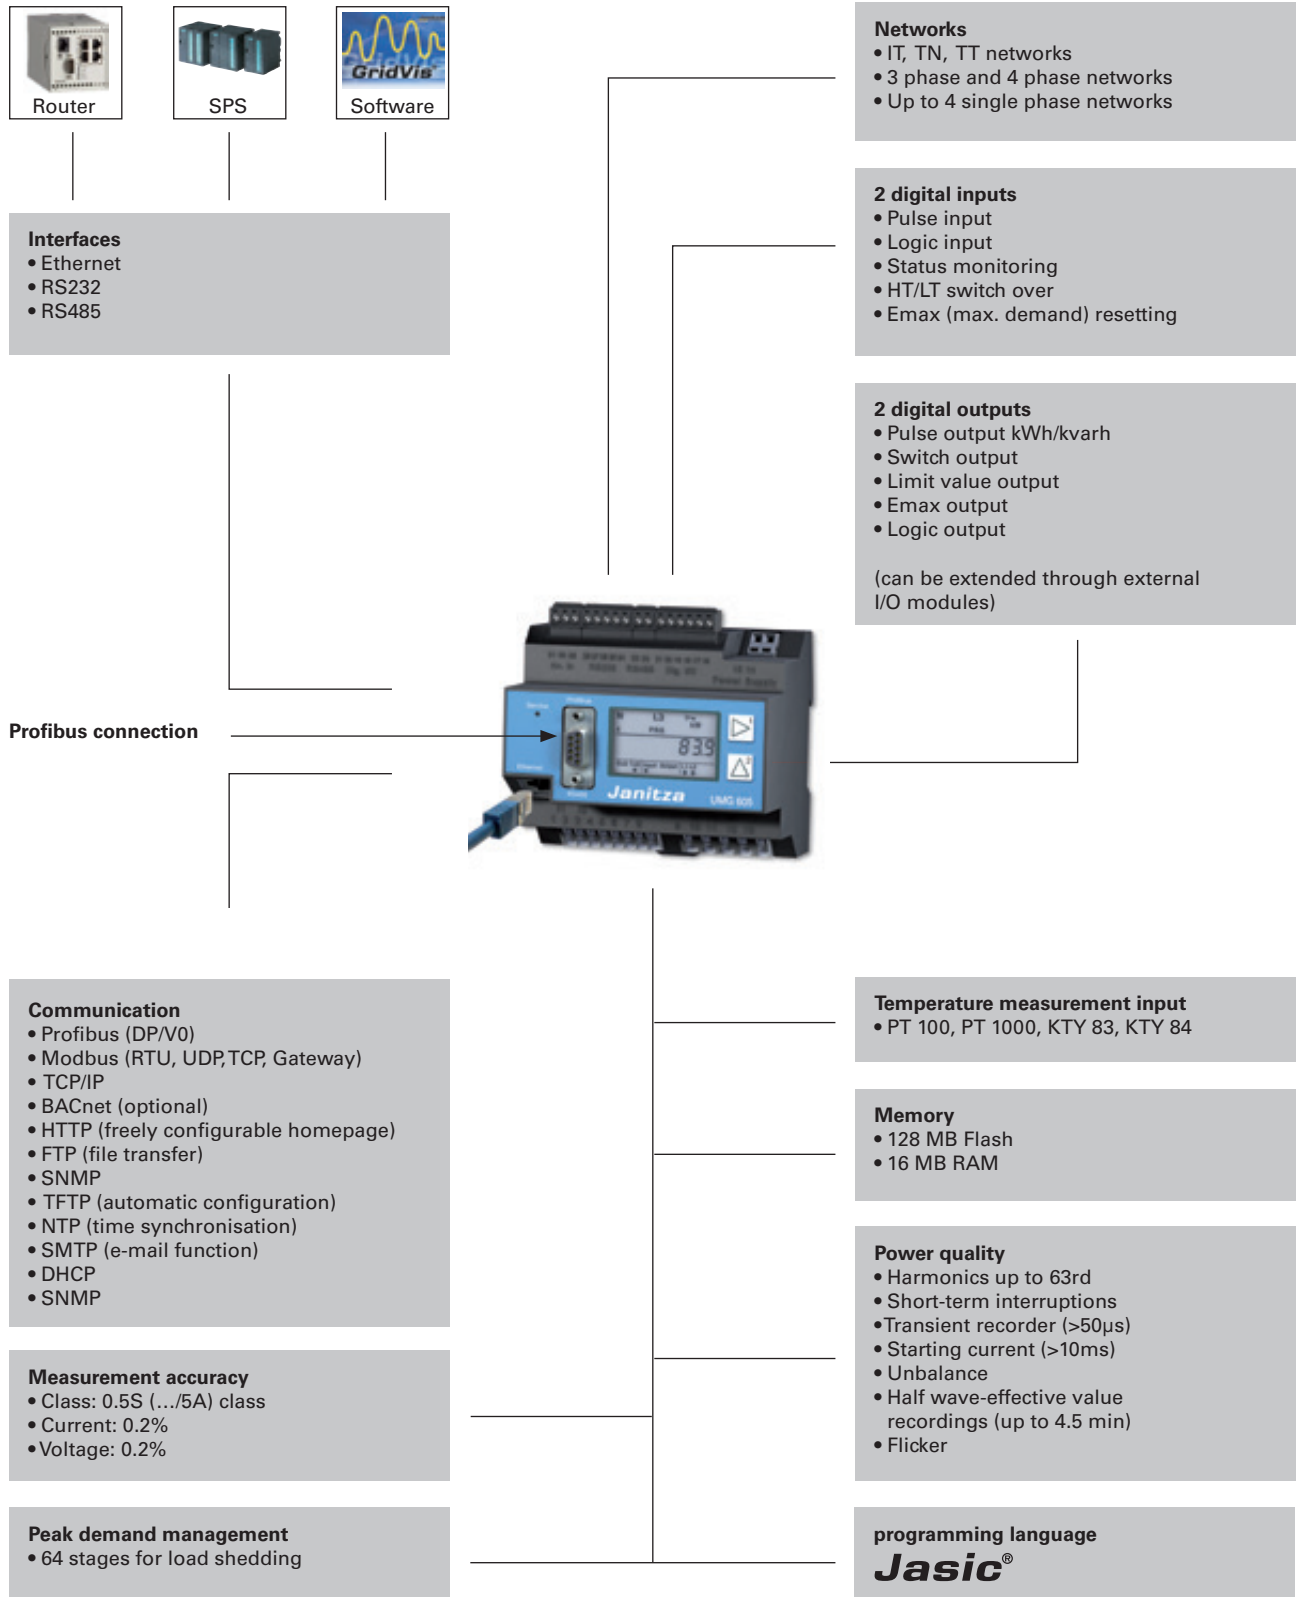 GridVis®
Router
SPS
Software
Interfaces
• Ethernet
• RS232
• RS485
Networks
• IT, TN, TT networks
• 3 phase and 4 phase networks
• Up to 4 single phase networks
2 digital inputs
• Pulse input
• Logic input
• Status monitoring
• HT/LT switch over
• Emax (max. demand) resetting
2 digital outputs
• Pulse output kWh/kvarh
• Switch output
• Limit value output
• Emax output
• Logic output
(can be extended through external
I/O modules)
Profibus connection
Power Supply
Service
Profibus
L3
839
Ethernet
Janitza
UMG 605
Communication
• Profibus (DP/V0)
• Modbus (RTU, UDP, TCP, Gateway)
• TCP/IP
• BACnet (optional)
• HTTP (freely configurable homepage)
• FTP (file transfer)
• SNMP
• TFTP (automatic configuration)
• NTP (time synchronisation)
• SMTP (e-mail function)
• DHCP
• SNMP
Measurement accuracy
• Class: 0.5S (…/5A) class
• Current: 0.2%
• Voltage: 0.2%
Peak demand management
• 64 stages for load shedding
Temperature measurement input
• PT 100, PT 1000, KTY 83, KTY 84
Memory
• 128 MB Flash
• 16 MB RAM
Power quality
• Harmonics up to 63rd
• Short-term interruptions
• Transient recorder (>50µs)
• Starting current (>10ms)
• Unbalance
• Half wave-effective value
recordings (up to 4.5 min)
• Flicker
programming language
Jasic®